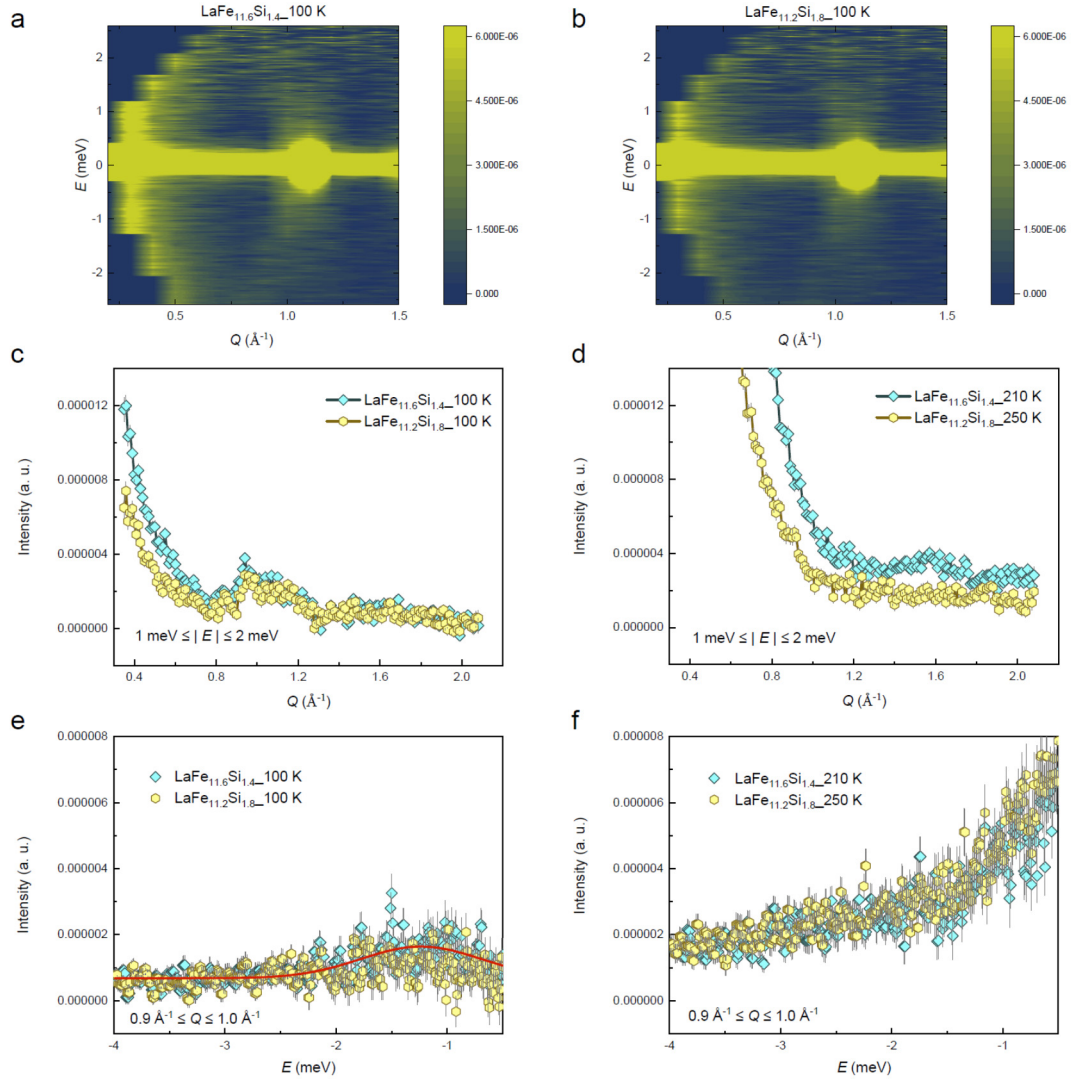 a
LaFe₁₁.₆Si₁.₄_100 K
2
1
0
-1
-2
E (meV)
0.5
1.0
1.5
Q (Å⁻¹)
6.000E-06
4.500E-06
3.000E-06
1.500E-06
0.000
b
LaFe₁₁.₂Si₁.₈_100 K
2
1
0
-1
-2
E (meV)
0.5
1.0
1.5
Q (Å⁻¹)
6.000E-06
4.500E-06
3.000E-06
1.500E-06
0.000
c
LaFe₁₁.₆Si₁.₄_100 K
LaFe₁₁.₂Si₁.₈_100 K
0.000012
0.000008
0.000004
0.000000
Intensity (a. u.)
1 meV ≤ | E | ≤ 2 meV
0.4
0.8
1.2
1.6
2.0
Q (Å⁻¹)
d
LaFe₁₁.₆Si₁.₄_210 K
LaFe₁₁.₂Si₁.₈_250 K
0.000012
0.000008
0.000004
0.000000
Intensity (a. u.)
1 meV ≤ | E | ≤ 2 meV
0.4
0.8
1.2
1.6
2.0
Q (Å⁻¹)
e
LaFe₁₁.₆Si₁.₄_100 K
LaFe₁₁.₂Si₁.₈_100 K
0.000008
0.000006
0.000004
0.000002
0.000000
Intensity (a. u.)
0.9 Å⁻¹ ≤ Q ≤ 1.0 Å⁻¹
-4
-3
-2
-1
E (meV)
f
LaFe₁₁.₆Si₁.₄_210 K
LaFe₁₁.₂Si₁.₈_250 K
0.000008
0.000006
0.000004
0.000002
0.000000
Intensity (a. u.)
0.9 Å⁻¹ ≤ Q ≤ 1.0 Å⁻¹
-4
-3
-2
-1
E (meV)